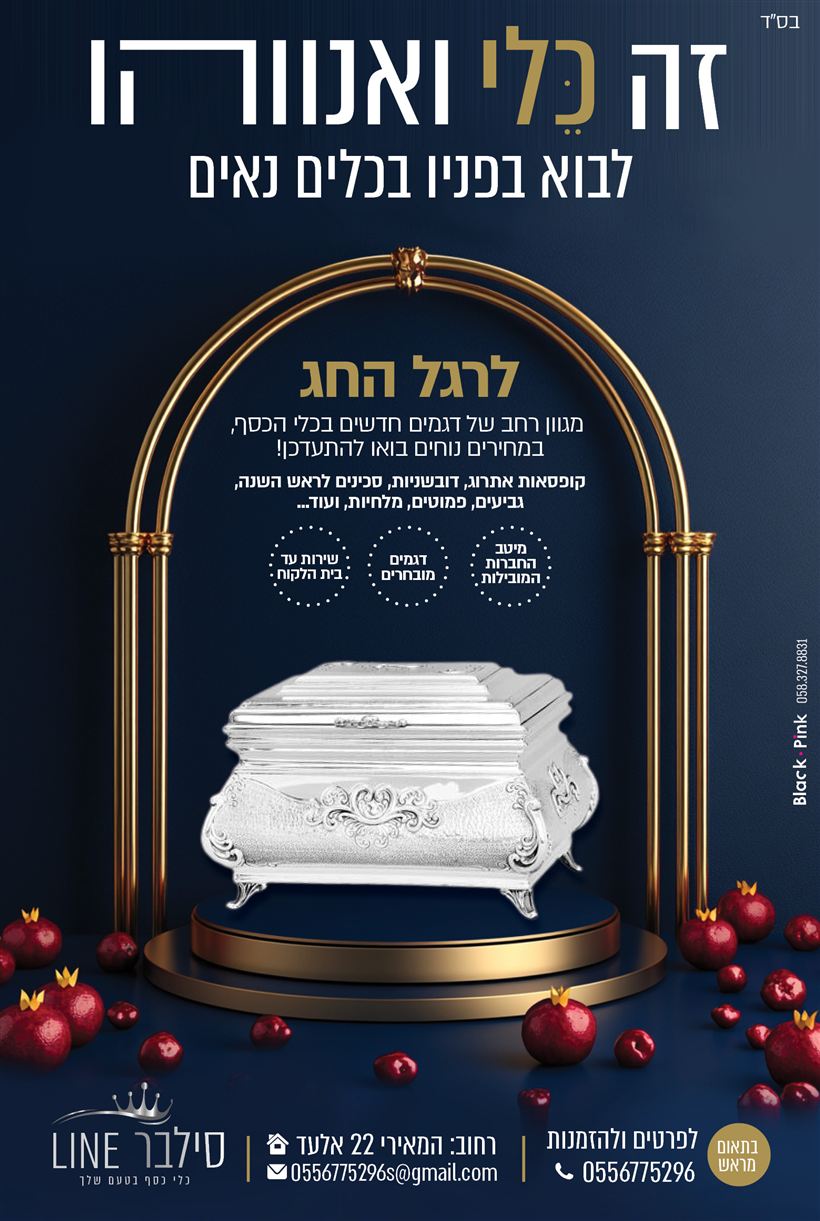 בס"ד
זה כֵּלי ואנווהו
לבוא בפניו בכלים נאים
לרגל החג
מגוון רחב של דגמים חדשים בכלי הכסף,
במחירים נוחים בואו להתעדכן!
קופסאות אתרוג, דובשניות, סכינים לראש השנה,
גביעים, פמוטים, מלחיות, ועוד...
מיטב
החברות
המובילות
דגמים
מובחרים
שירות עד
בית הלקוח
Black·Pink 058.327.8831
בתאום
מראש
לפרטים ולהזמנות
0556775296
רחוב: המאירי 22 אלעד
0556775296s@gmail.com
סילבר LINE
כלי כסף בטעם שלך